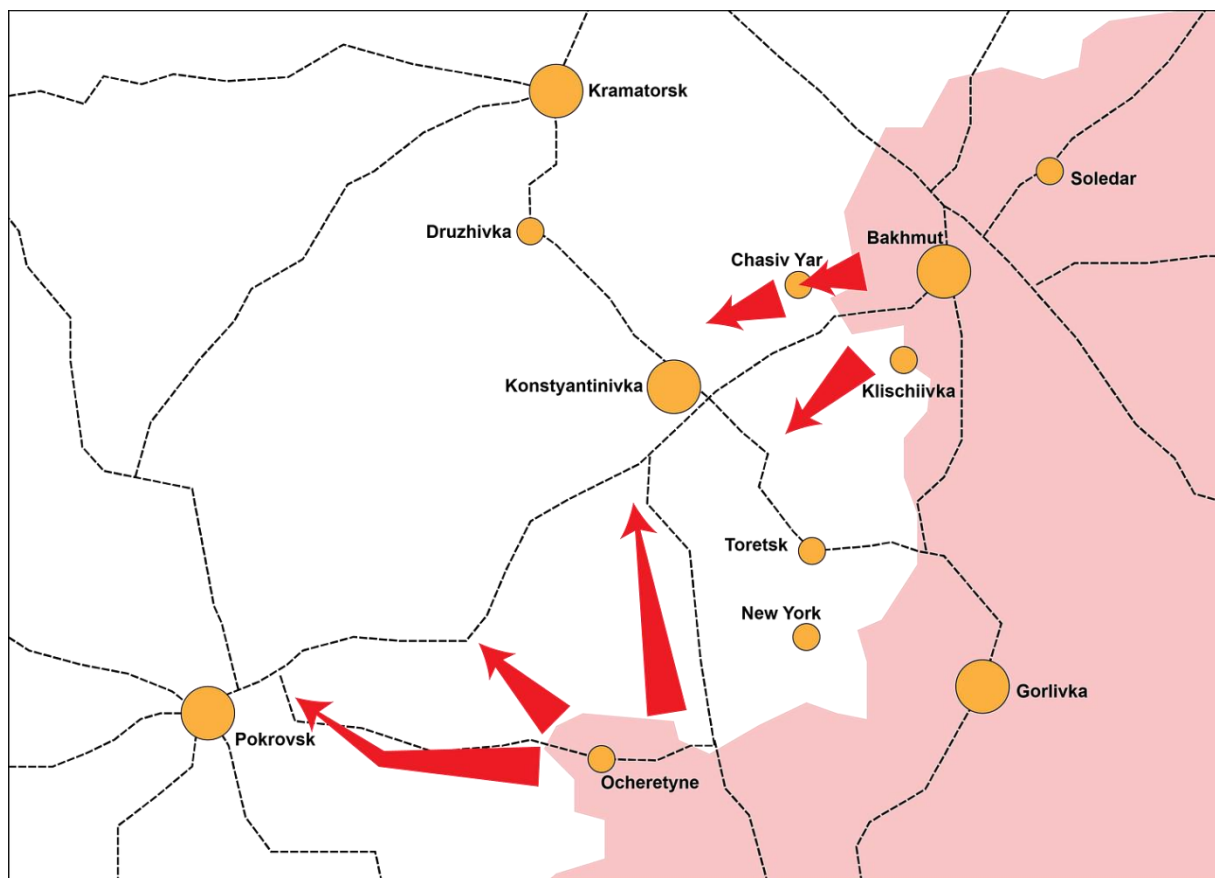 Kramatorsk
Soledar
Druzhivka
Bakhmut
Chasiv Yar
Konstyantinivka
Klischiivka
Toretsk
New York
Gorlivka
Pokrovsk
Ocheretyne